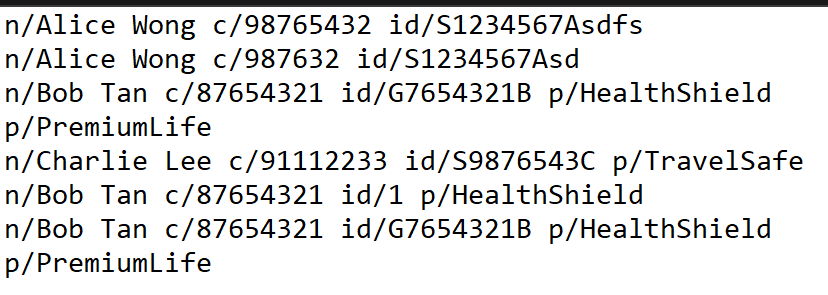 n/Alice Wong c/98765432 id/S1234567Asdfs
n/Alice Wong c/987632 id/S1234567Asd
n/Bob Tan c/87654321 id/G7654321B p/HealthShield
p/PremiumLife
n/Charlie Lee c/91112233 id/S9876543C p/TravelSafe
n/Bob Tan c/87654321 id/1 p/HealthShield
n/Bob Tan c/87654321 id/G7654321B p/HealthShield
p/PremiumLife